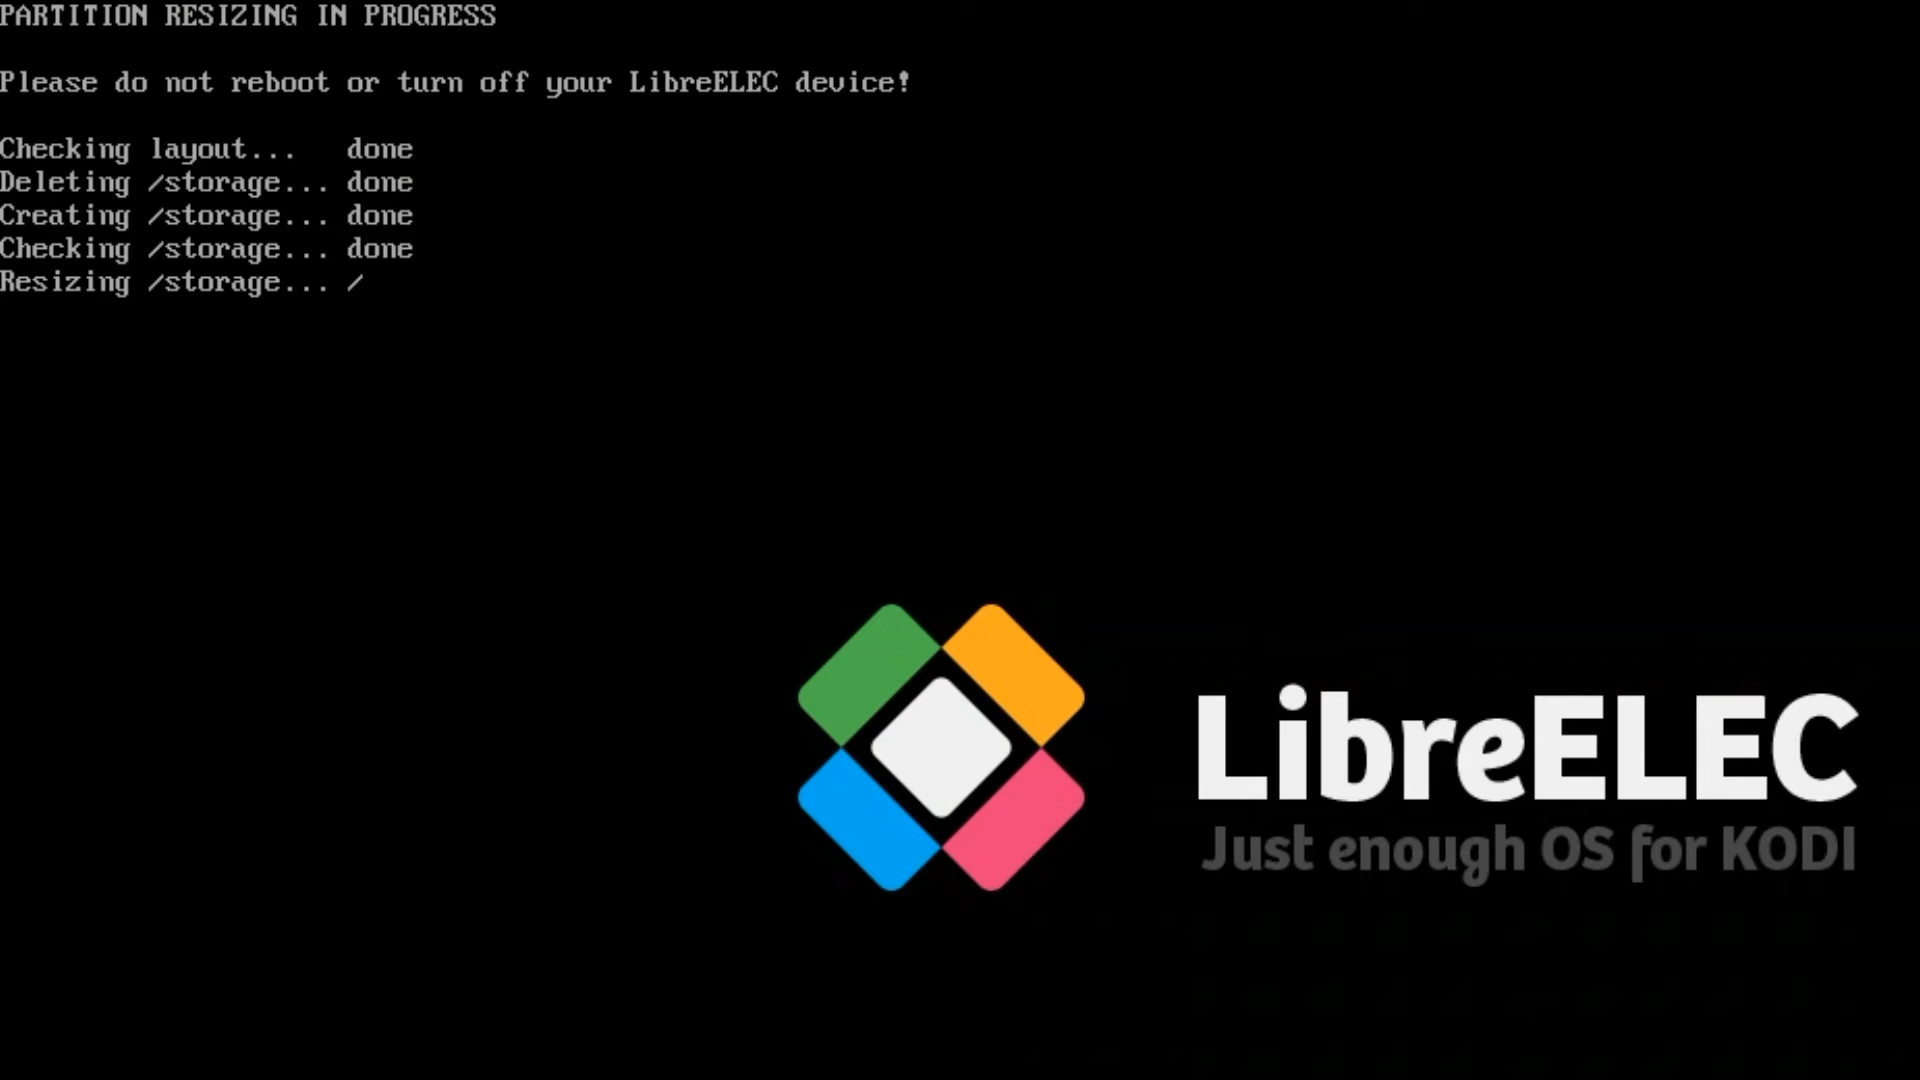 PARTITION RESIZING IN PROGRESS
Please do not reboot or turn off your LibreELEC device!
Checking layout...   done
Deleting /storage... done
Creating /storage... done
Checking /storage... done
Resizing /storage... /
LibreELEC
Just enough OS for KODI